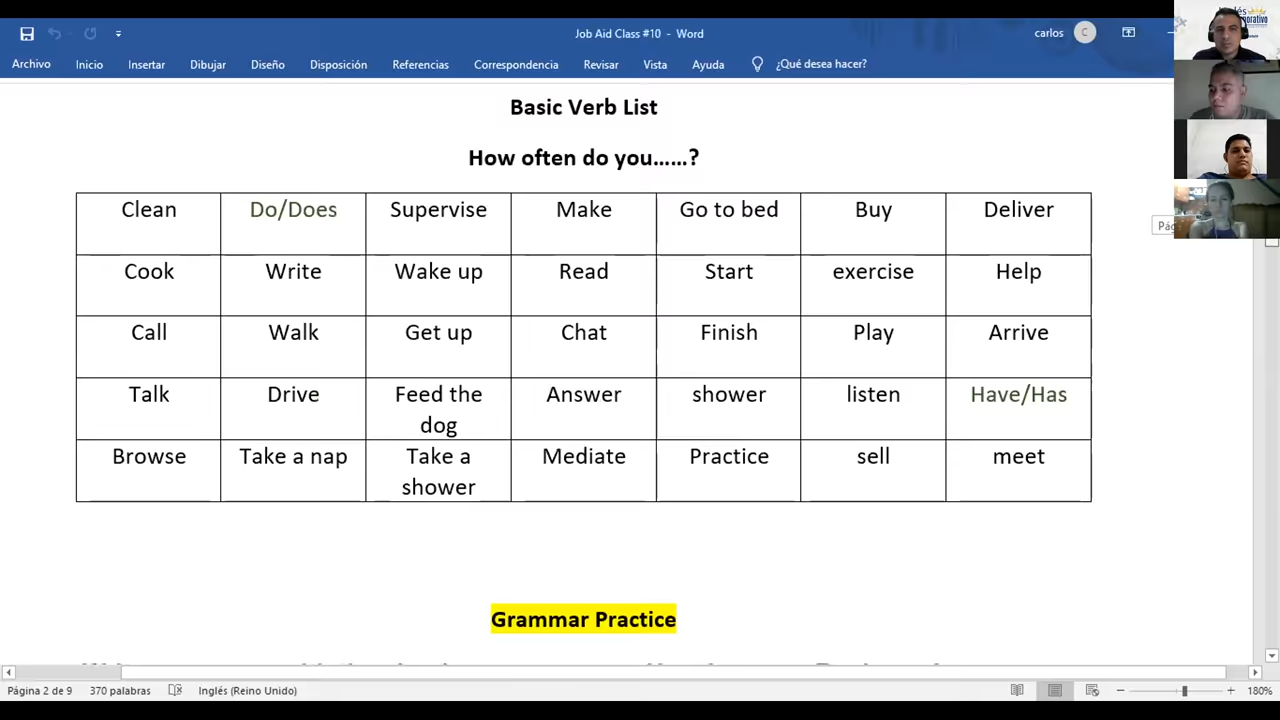 Job Aid Class #10 - Word
carlos
C
Archivo Inicio Insertar Dibujar Diseño Disposición Referencias Correspondencia Revisar Vista Ayuda ¿Qué desea hacer?
Basic Verb List
How often do you……?
Clean Do/Does Supervise Make Go to bed Buy Deliver
Cook Write Wake up Read Start exercise Help
Call Walk Get up Chat Finish Play Arrive
Talk Drive Feed the dog Answer shower listen Have/Has
Browse Take a nap Take a shower Mediate Practice sell meet
Grammar Practice
Página 2 de 9 370 palabras Inglés (Reino Unido) 180%